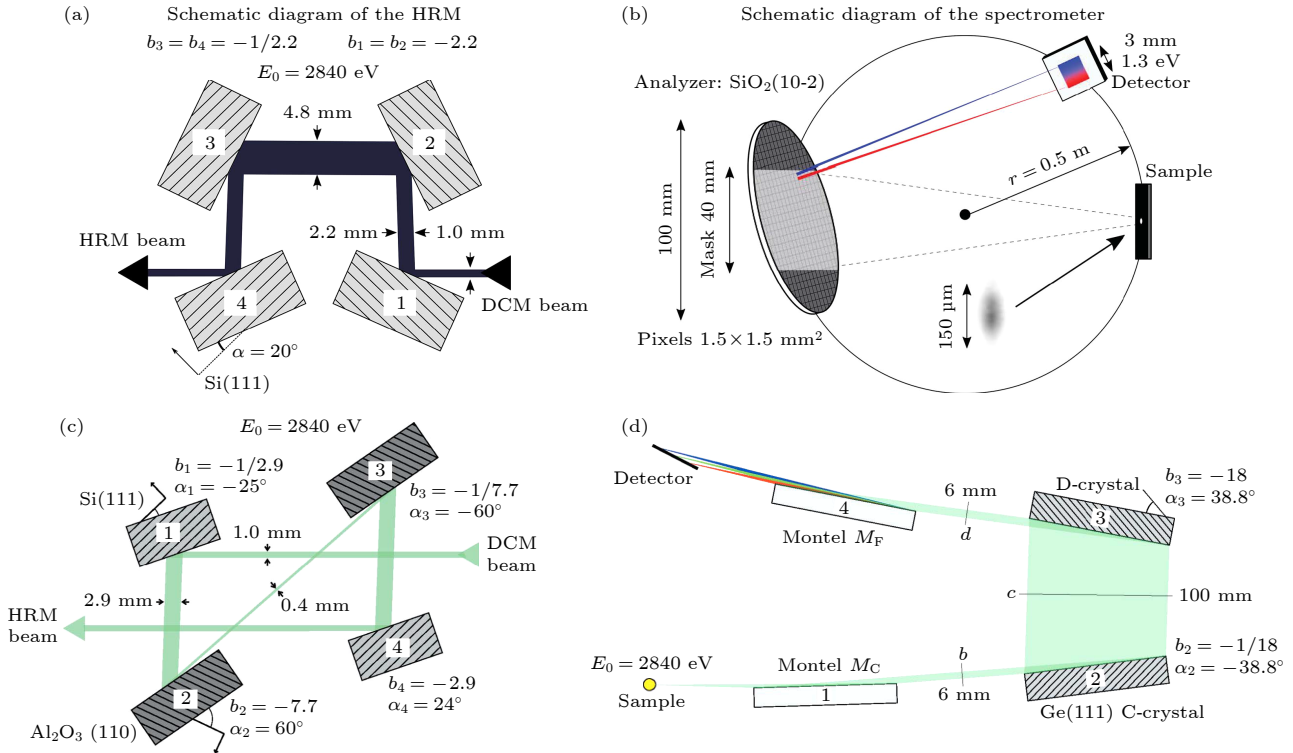 (a)
Schematic diagram of the HRM
b₃ = b₄ = −1/2.2 b₁ = b₂ = −2.2
E₀ = 2840 eV
4.8 mm
3
2
2.2 mm
1.0 mm
HRM beam
DCM beam
4
1
α = 20°
Si(111)
(b)
Schematic diagram of the spectrometer
3 mm
1.3 eV
Detector
Analyzer: SiO₂(10-2)
100 mm
Mask 40 mm
r = 0.5 m
Sample
150 µm
Pixels 1.5×1.5 mm²
(c)
E₀ = 2840 eV
b₁ = −1/2.9
α₁ = −25°
Si(111)
1
3
b₃ = −1/7.7
α₃ = −60°
1.0 mm
DCM
beam
2.9 mm
0.4 mm
HRM
beam
4
2
b₄ = −2.9
α₄ = 24°
b₂ = −7.7
α₂ = 60°
Al₂O₃ (110)
(d)
Detector
4
Montel M_F
6 mm
d
D-crystal
b₃ = −18
α₃ = 38.8°
3
c
100 mm
E₀ = 2840 eV
Sample
Montel M_C
1
b
6 mm
b₂ = −1/18
α₂ = −38.8°
2
Ge(111) C-crystal